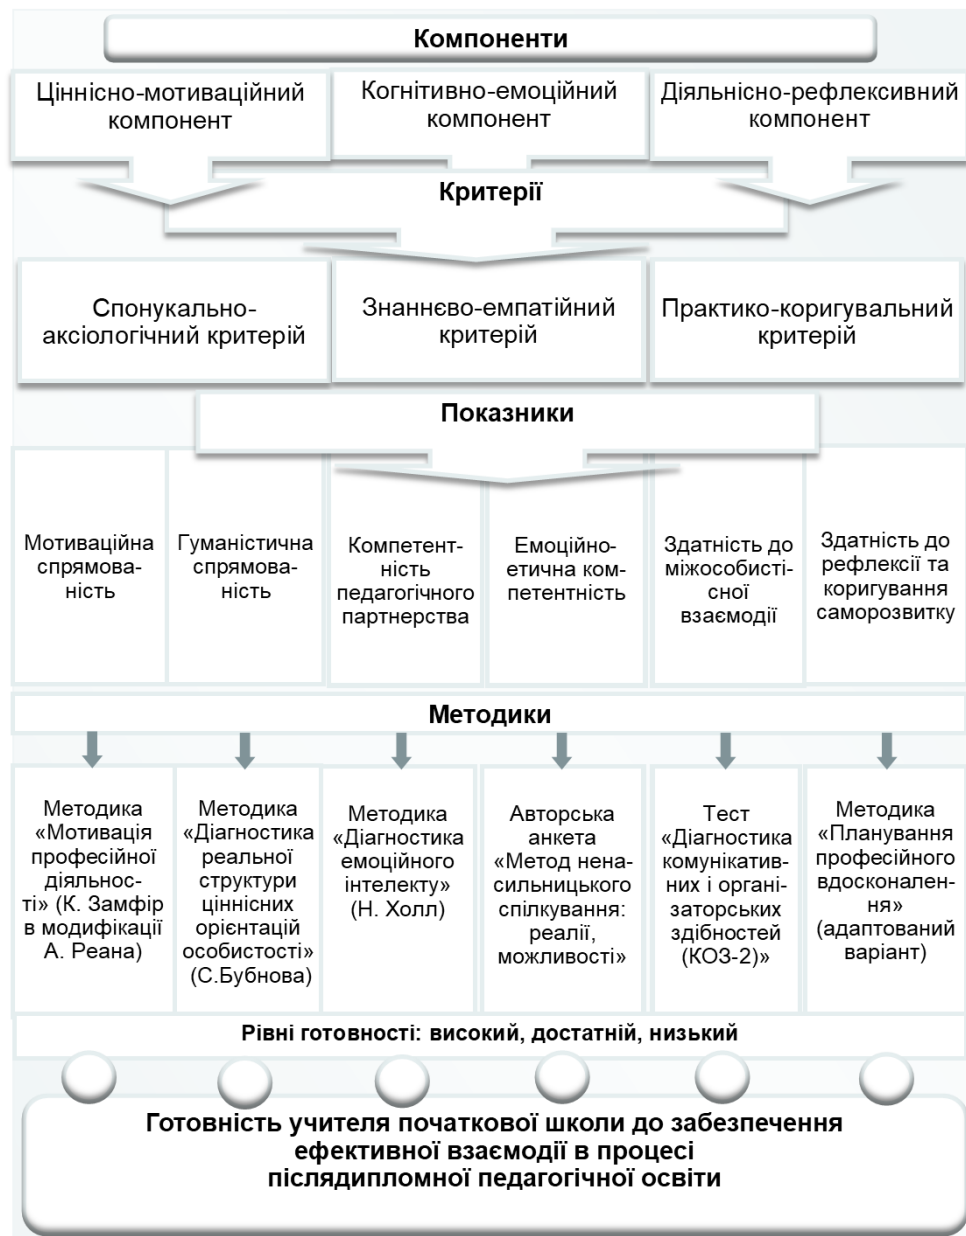 Компоненти
Ціннісно-мотиваційний
компонент
Когнітивно-емоційний
компонент
Діяльнісно-рефлексивний
компонент
Критерії
Спонукально-
аксіологічний критерій
Знаннєво-емпатійний
критерій
Практико-коригувальний
критерій
Показники
Мотиваційна
спрямова-
ність
Гуманістична
спрямова-
ність
Компетент-
ність
педагогічного
партнерства
Емоційно-
етична ком-
петентність
Здатність до
міжособисті-
сної
взаємодії
Здатність до
рефлексії та
коригування
саморозвитку
Методики
Методика
«Мотивація
професійної
діяльнос-
ті» (К. Замфір
в модифікації
А. Реана)
Методика
«Діагностика
реальної
структури
ціннісних
орієнтацій
особистості»
(С.Бубнова)
Методика
«Діагностика
емоційного
інтелекту»
(Н. Холл)
Авторська
анкета
«Метод нена-
сильницького
спілкування:
реалії,
можливості»
Тест
«Діагностика
комунікатив-
них і органі-
заторських
здібностей
(КОЗ-2)»
Методика
«Планування
професійного
вдосконален-
ня»
(адаптований
варіант)
Рівні готовності: високий, достатній, низький
Готовність учителя початкової школи до забезпечення
ефективної взаємодії в процесі
післядипломної педагогічної освіти